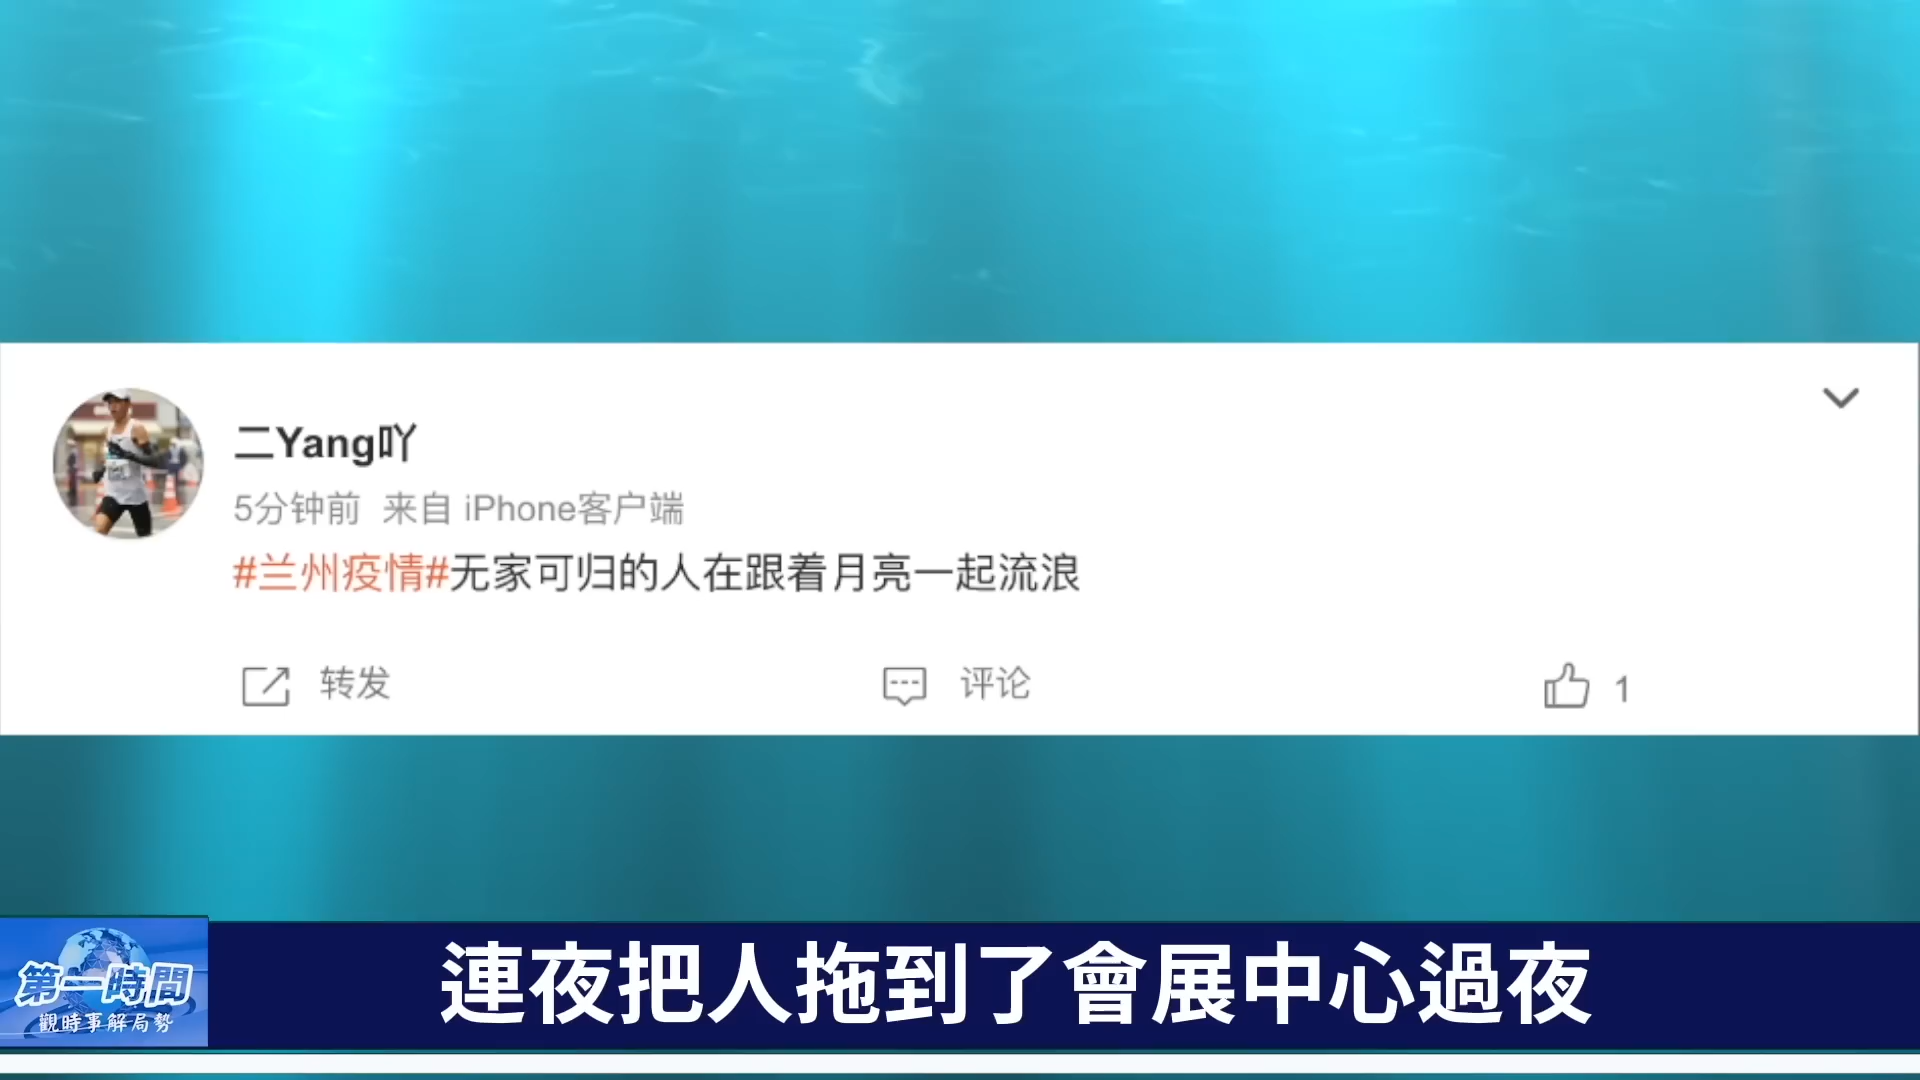 二Yang吖
5分钟前 来自 iPhone客户端
#兰州疫情#无家可归的人在跟着月亮一起流浪
转发 评论 1
連夜把人拖到了會展中心過夜
第一時間
觀時事解局勢